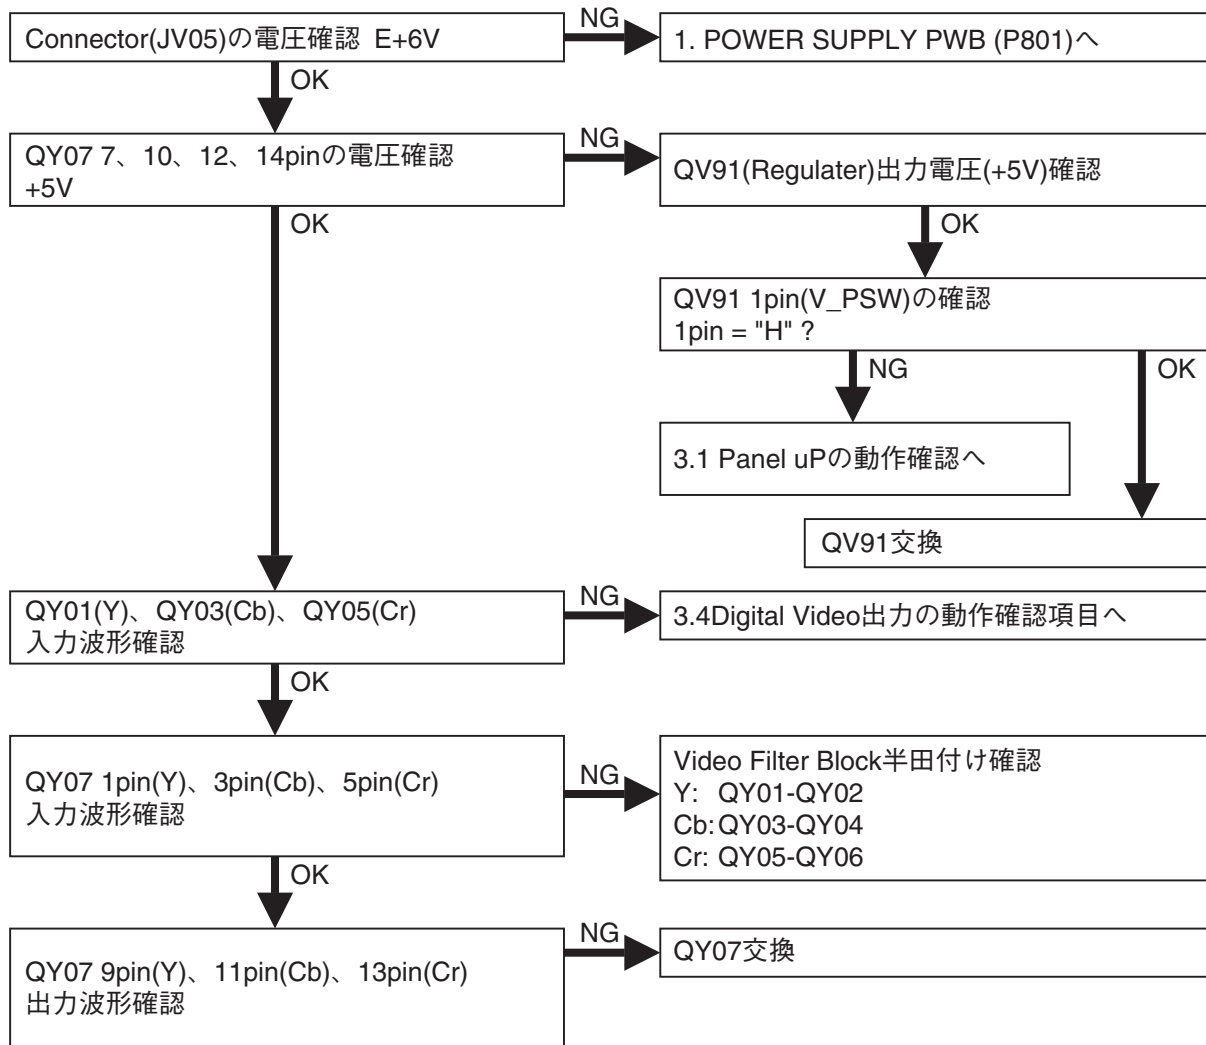 Connector(JV05)の電圧確認 E+6V
NG
1. POWER SUPPLY PWB (P801)へ
OK
QY07 7、10、12、14pinの電圧確認
+5V
NG
QV91(Regulater)出力電圧(+5V)確認
OK
OK
QV91 1pin(V_PSW)の確認
1pin = "H" ?
NG
OK
3.1 Panel uPの動作確認へ
QV91交換
QY01(Y)、QY03(Cb)、QY05(Cr)
入力波形確認
NG
3.4Digital Video出力の動作確認項目へ
OK
QY07 1pin(Y)、3pin(Cb)、5pin(Cr)
入力波形確認
NG
Video Filter Block半田付け確認
Y: QY01-QY02
Cb:QY03-QY04
Cr: QY05-QY06
OK
QY07 9pin(Y)、11pin(Cb)、13pin(Cr)
出力波形確認
NG
QY07交換